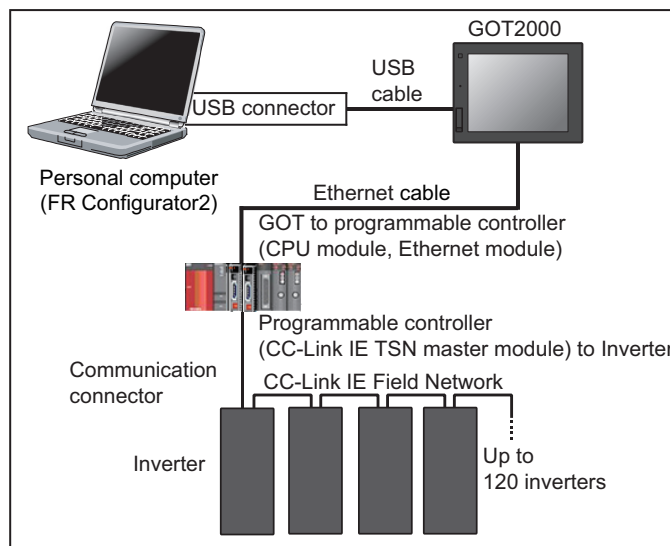 GOT2000
USB
cable
USB connector
Personal computer
(FR Configurator2)
Ethernet cable
GOT to programmable controller
(CPU module, Ethernet module)
Programmable controller
(CC-Link IE TSN master module) to Inverter
Communication
connector
CC-Link IE Field Network
Inverter
Up to
120 inverters